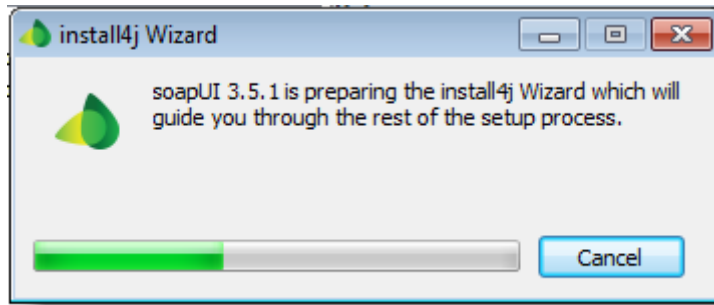 install4j Wizard
soapUI 3.5.1 is preparing the install4j Wizard which will
guide you through the rest of the setup process.
Cancel